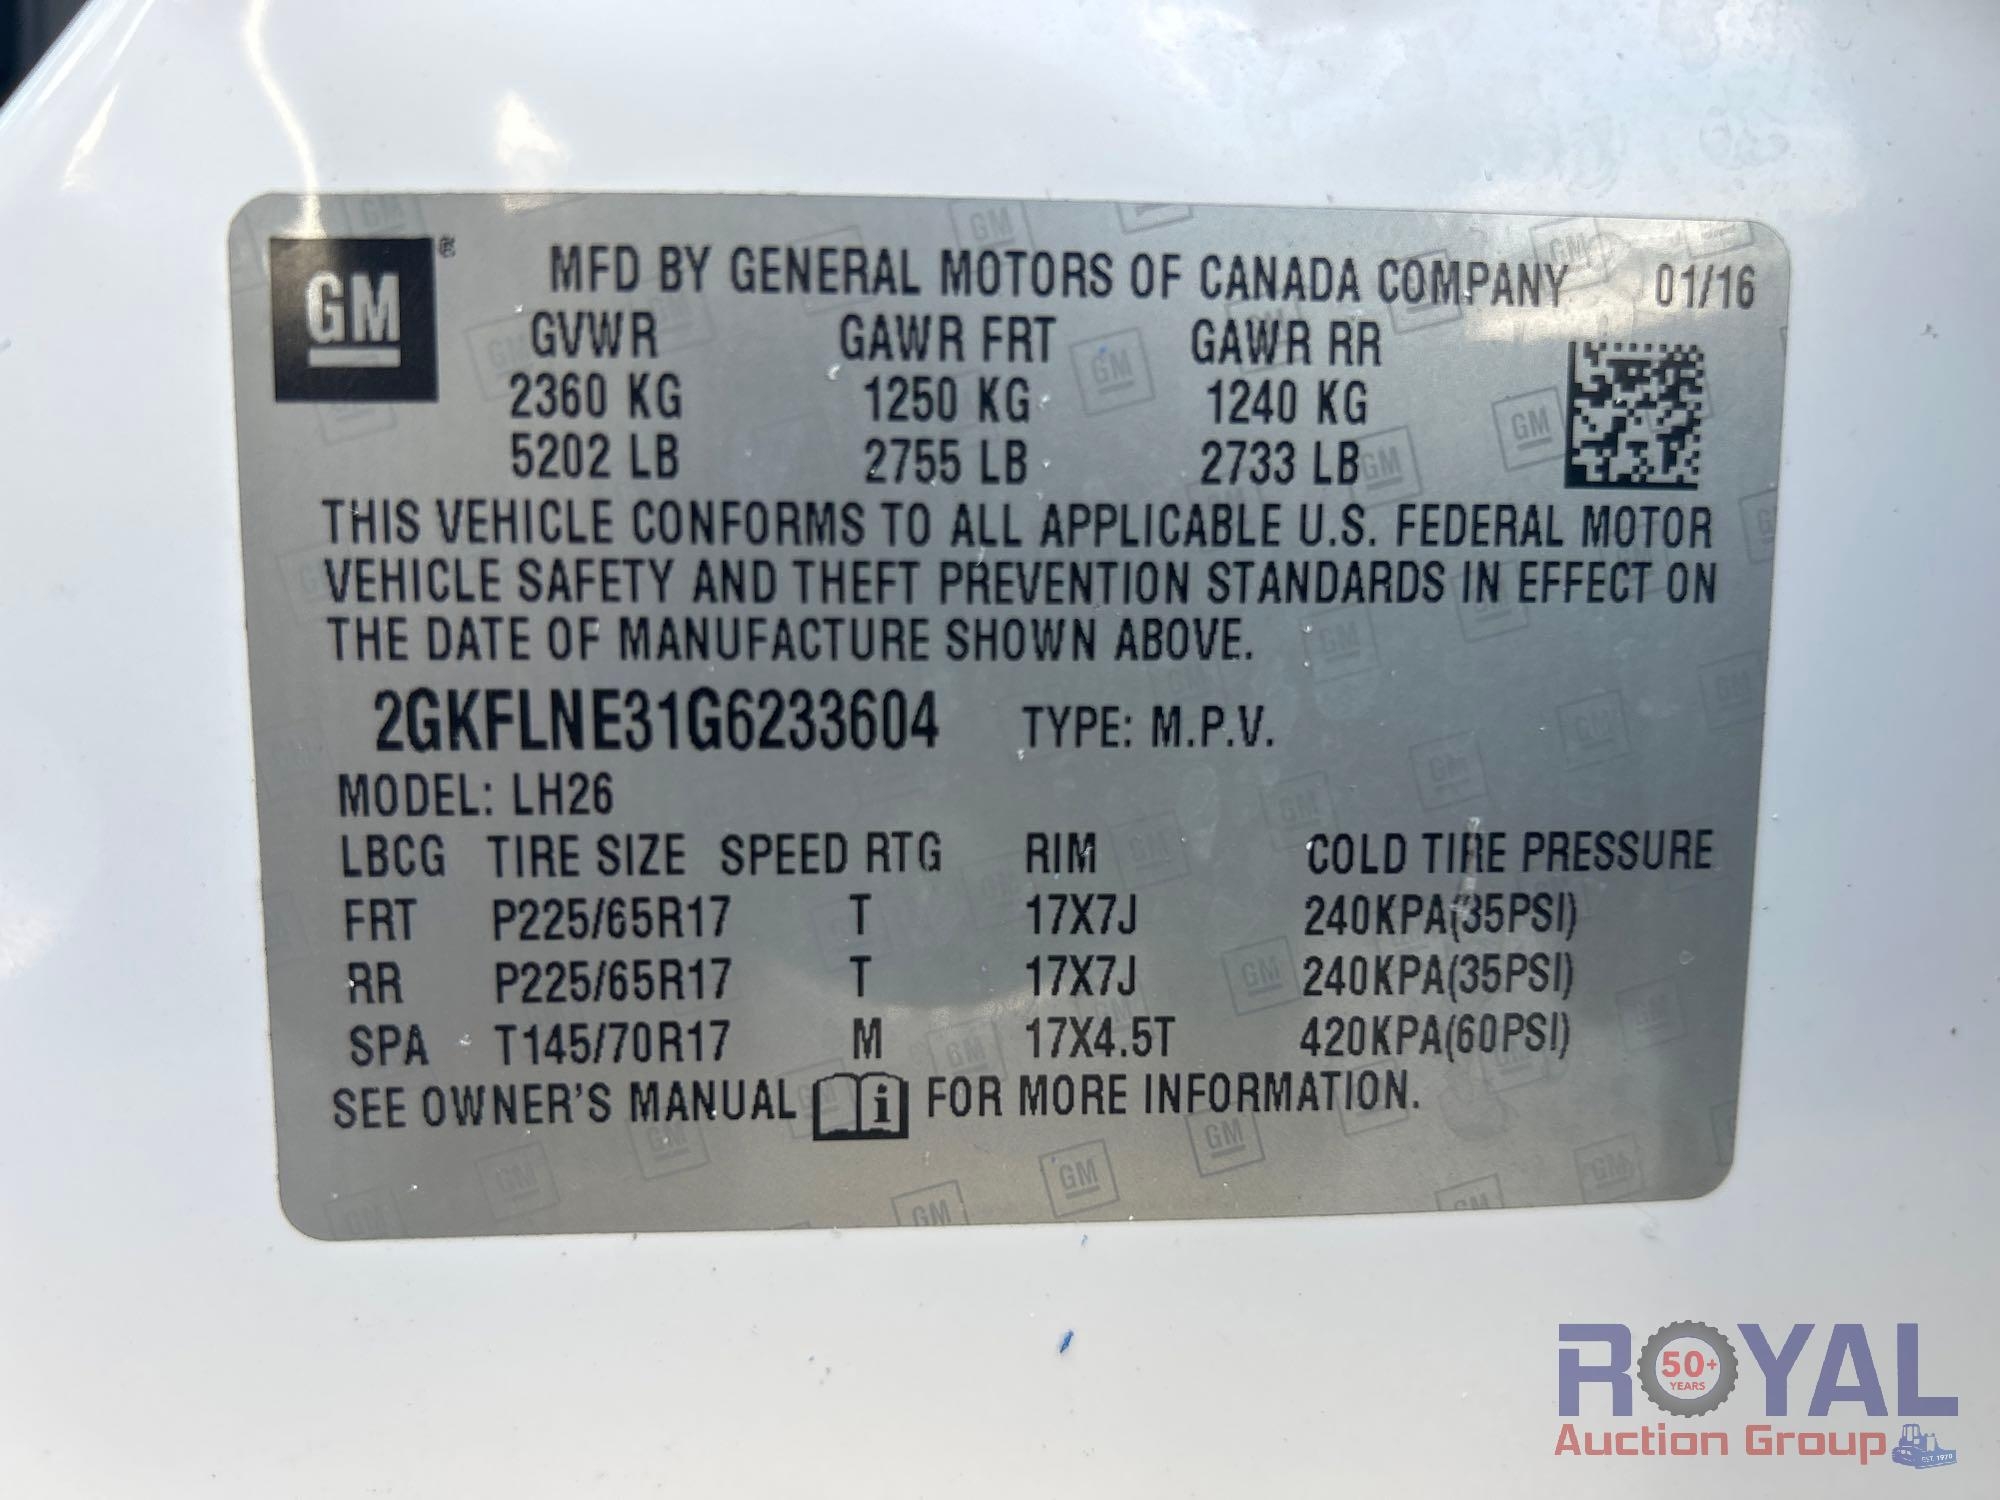 GM
MFD BY GENERAL MOTORS OF CANADA COMPANY 01/16
GVWR GAWR FRT GAWR RR
2360 KG 1250 KG 1240 KG
5202 LB 2755 LB 2733 LB
THIS VEHICLE CONFORMS TO ALL APPLICABLE U.S. FEDERAL MOTOR
VEHICLE SAFETY AND THEFT PREVENTION STANDARDS IN EFFECT ON
THE DATE OF MANUFACTURE SHOWN ABOVE.
2GKFLNE31G6233604 TYPE: M.P.V.
MODEL: LH26
LBCG TIRE SIZE SPEED RTG RIM COLD TIRE PRESSURE
FRT P225/65R17 T 17X7J 240KPA(35PSI)
RR P225/65R17 T 17X7J 240KPA(35PSI)
SPA T145/70R17 M 17X4.5T 420KPA(60PSI)
SEE OWNER'S MANUAL i FOR MORE INFORMATION.
ROYAL
50+
YEARS
Auction Group
EST. 1970